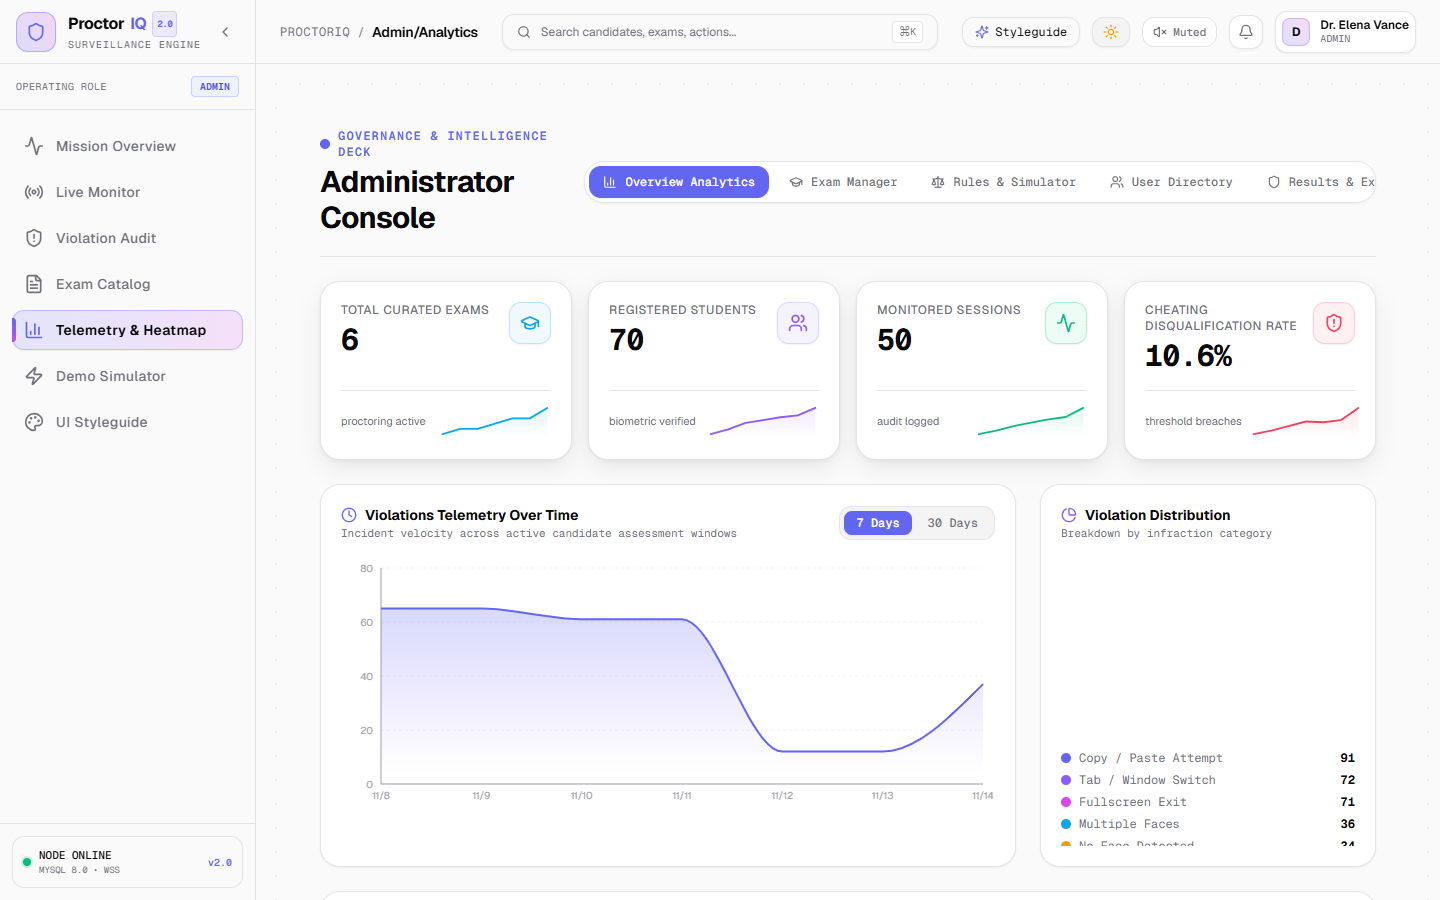 Proctor IQ 2.0
SURVEILLANCE ENGINE
OPERATING ROLE
ADMIN
Mission Overview
Live Monitor
Violation Audit
Exam Catalog
Telemetry & Heatmap
Demo Simulator
UI Styleguide
NODE ONLINE
MYSQL 8.0 • WSS
v2.0
PROCTORIQ / Admin/Analytics
Search candidates, exams, actions...
⌘K
Styleguide
Muted
D
Dr. Elena Vance
ADMIN
GOVERNANCE & INTELLIGENCE
DECK
Administrator
Console
Overview Analytics
Exam Manager
Rules & Simulator
User Directory
Results & Ex
TOTAL CURATED EXAMS
6
proctoring active
REGISTERED STUDENTS
70
biometric verified
MONITORED SESSIONS
50
audit logged
CHEATING
DISQUALIFICATION RATE
10.6%
threshold breaches
Violations Telemetry Over Time
Incident velocity across active candidate assessment windows
7 Days
30 Days
80
60
40
20
0
11/8
11/9
11/10
11/11
11/12
11/13
11/14
Violation Distribution
Breakdown by infraction category
Copy / Paste Attempt 91
Tab / Window Switch 72
Fullscreen Exit 71
Multiple Faces 36
No Face Detected 34